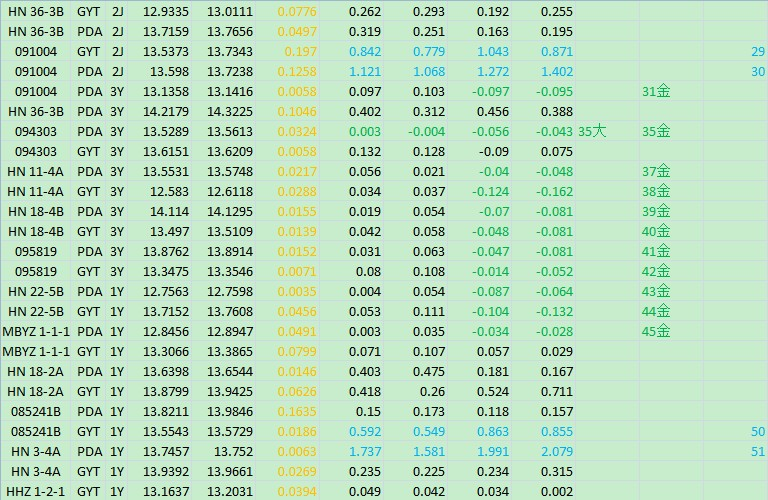 HN 36-3B GYT 2J 12.9335 13.0111 0.0776 0.262 0.293 0.192 0.255
HN 36-3B PDA 2J 13.7159 13.7656 0.0497 0.319 0.251 0.163 0.195
091004 GYT 2J 13.5373 13.7343 0.197 0.842 0.779 1.043 0.871 29
091004 PDA 2J 13.598 13.7238 0.1258 1.121 1.068 1.272 1.402 30
091004 PDA 3Y 13.1358 13.1416 0.0058 0.097 0.103 -0.097 -0.095 31金
HN 36-3B PDA 3Y 14.2179 14.3225 0.1046 0.402 0.312 0.456 0.388
094303 PDA 3Y 13.5289 13.5613 0.0324 0.003 -0.004 -0.056 -0.043 35大 35金
094303 GYT 3Y 13.6151 13.6209 0.0058 0.132 0.128 -0.09 0.075
HN 11-4A PDA 3Y 13.5531 13.5748 0.0217 0.056 0.021 -0.04 -0.048 37金
HN 11-4A GYT 3Y 12.583 12.6118 0.0288 0.034 0.037 -0.124 -0.162 38金
HN 18-4B PDA 3Y 14.114 14.1295 0.0155 0.019 0.054 -0.07 -0.081 39金
HN 18-4B GYT 3Y 13.497 13.5109 0.0139 0.042 0.058 -0.048 -0.081 40金
095819 PDA 3Y 13.8762 13.8914 0.0152 0.031 0.063 -0.047 -0.081 41金
095819 GYT 3Y 13.3475 13.3546 0.0071 0.08 0.108 -0.014 -0.052 42金
HN 22-5B PDA 1Y 12.7563 12.7598 0.0035 0.004 0.054 -0.087 -0.064 43金
HN 22-5B GYT 1Y 13.7152 13.7608 0.0456 0.053 0.111 -0.104 -0.132 44金
MBYZ 1-1-1 PDA 1Y 12.8456 12.8947 0.0491 0.003 0.035 -0.034 -0.028 45金
MBYZ 1-1-1 GYT 1Y 13.3066 13.3865 0.0799 0.071 0.107 0.057 0.029
HN 18-2A PDA 1Y 13.6398 13.6544 0.0146 0.403 0.475 0.181 0.167
HN 18-2A GYT 1Y 13.8799 13.9425 0.0626 0.418 0.26 0.524 0.711
085241B PDA 1Y 13.8211 13.9846 0.1635 0.15 0.173 0.118 0.157
085241B GYT 1Y 13.5543 13.5729 0.0186 0.592 0.549 0.863 0.855 50
HN 3-4A PDA 1Y 13.7457 13.752 0.0063 1.737 1.581 1.991 2.079 51
HN 3-4A GYT 1Y 13.9392 13.9661 0.0269 0.235 0.225 0.234 0.315
HHZ 1-2-1 GYT 1Y 13.1637 13.2031 0.0394 0.049 0.042 0.034 0.002